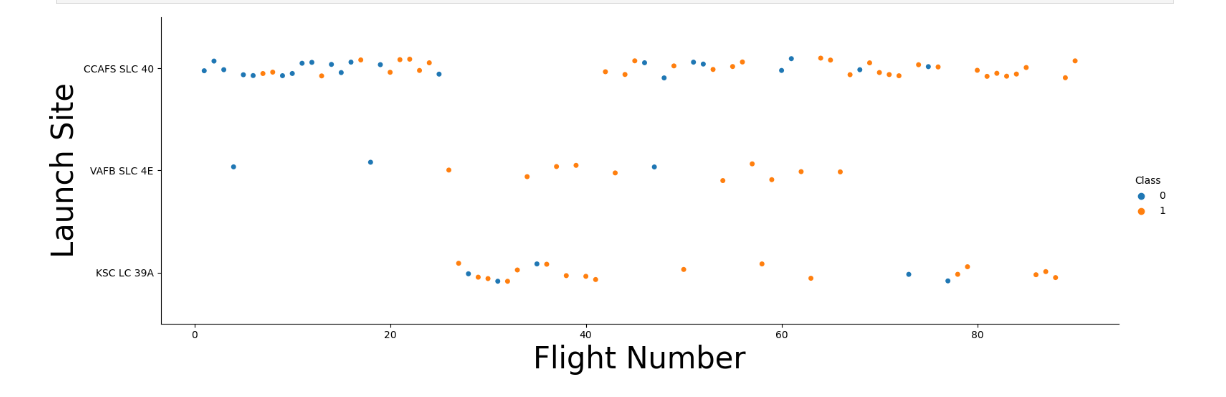 Launch Site
CCAFS SLC 40
VAFB SLC 4E
KSC LC 39A
0 20 40 60 80
Flight Number
Class
0
1